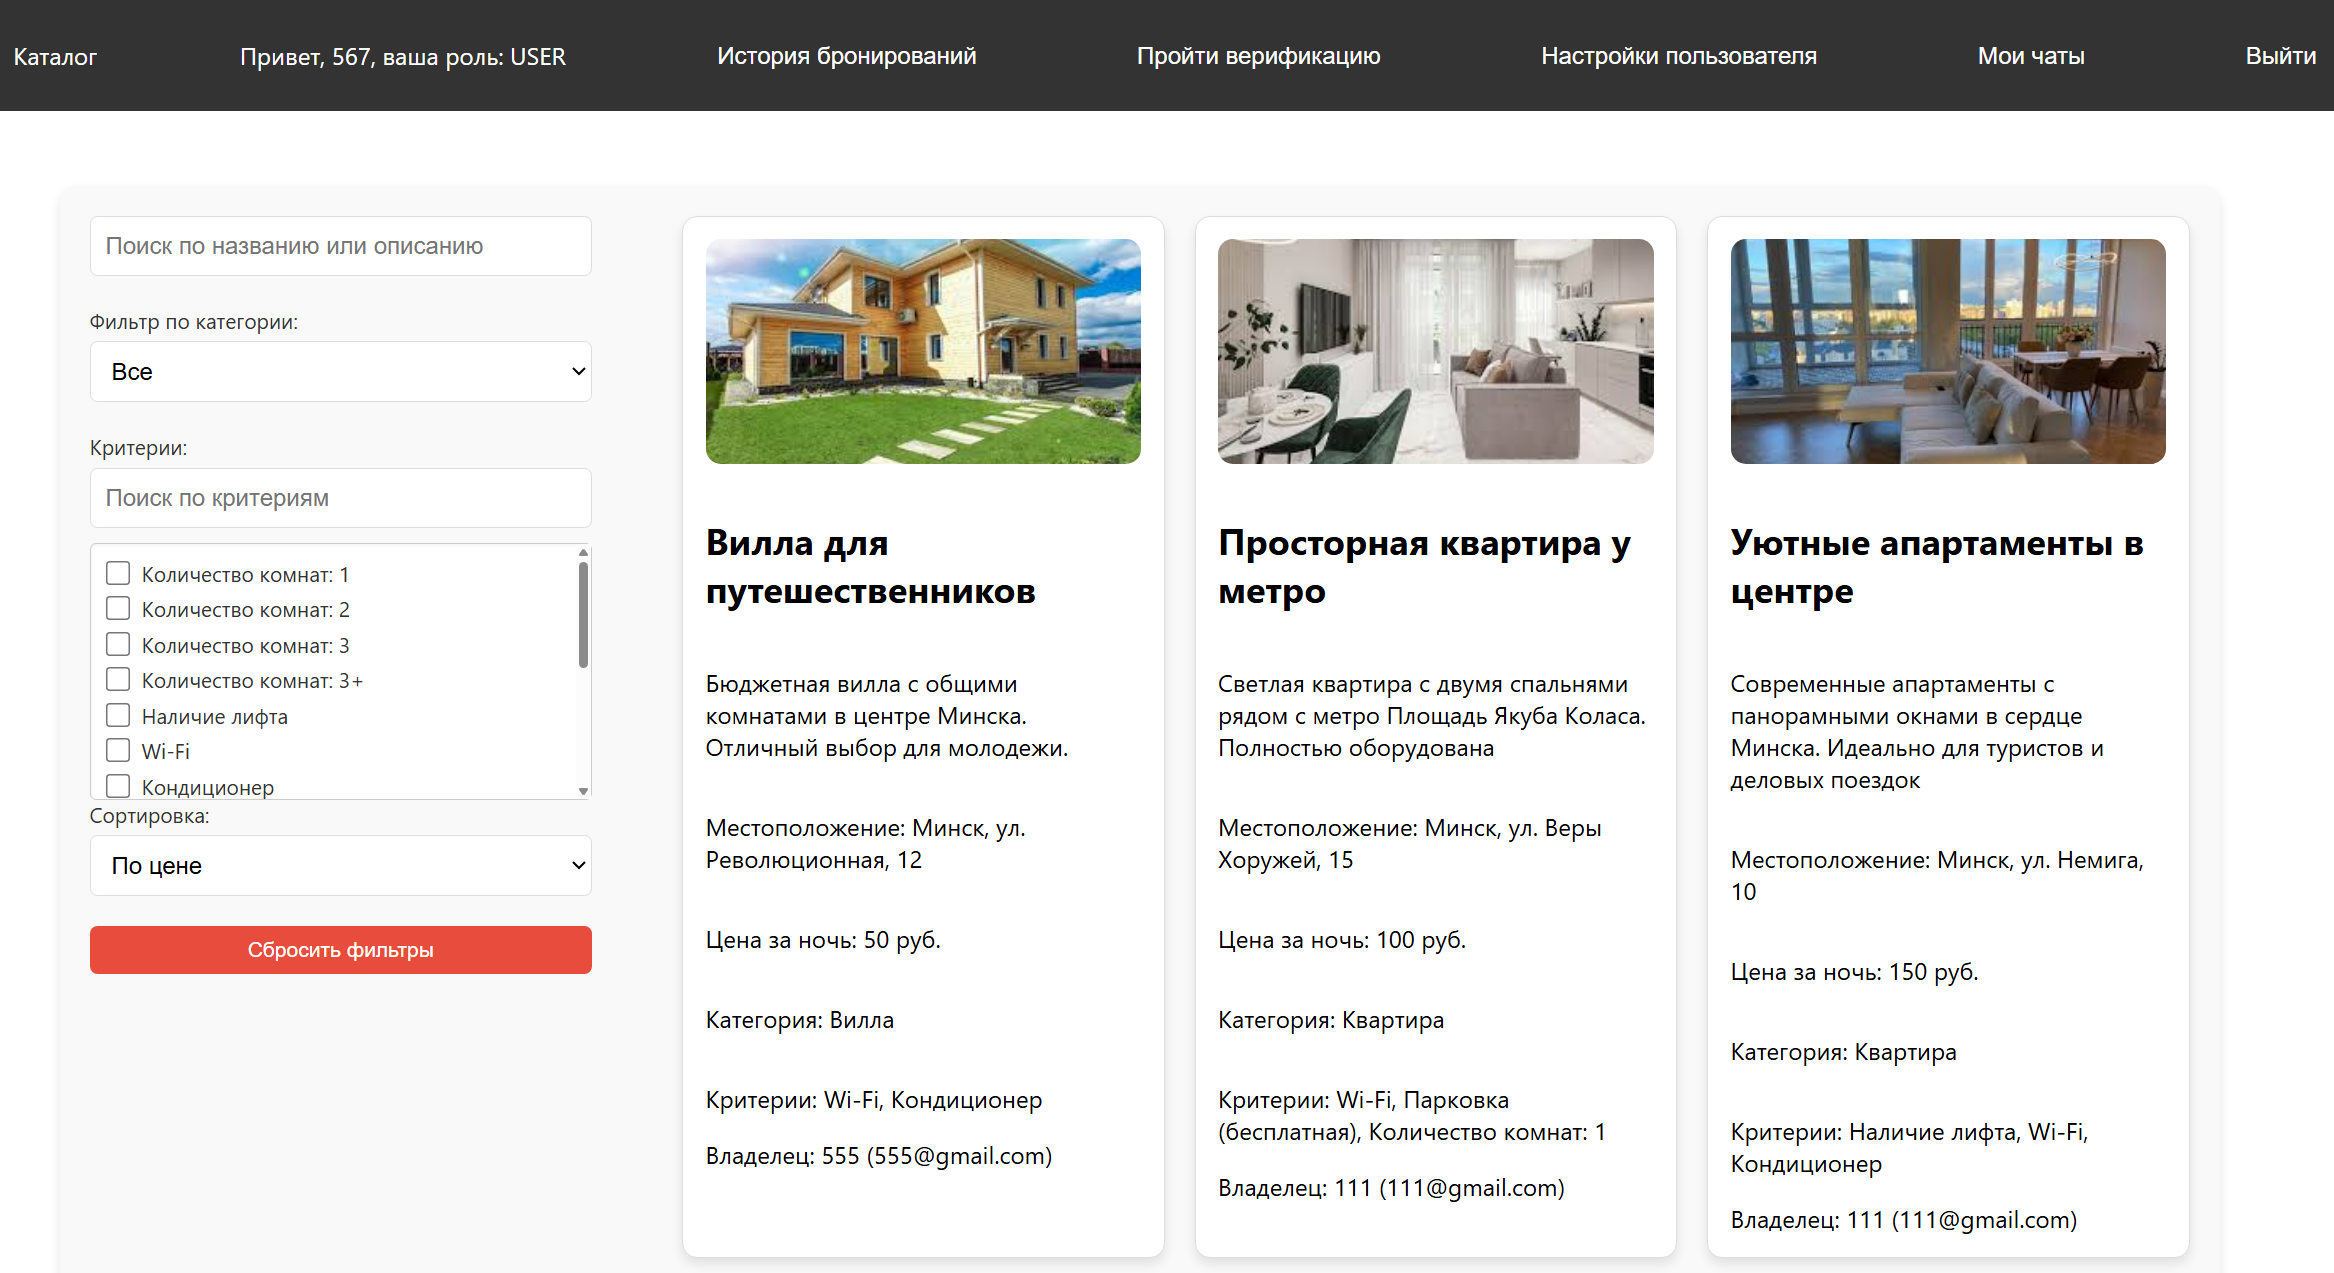 Каталог
Привет, 567, ваша роль: USER
История бронирований
Пройти верификацию
Настройки пользователя
Мои чаты
Выйти
Поиск по названию или описанию
Фильтр по категории:
Все
Критерии:
Поиск по критериям
Количество комнат: 1
Количество комнат: 2
Количество комнат: 3
Количество комнат: 3+
Наличие лифта
Wi-Fi
Кондиционер
Сортировка:
По цене
Сбросить фильтры
Вилла для
путешественников
Бюджетная вилла с общими
комнатами в центре Минска.
Отличный выбор для молодежи.
Местоположение: Минск, ул.
Революционная, 12
Цена за ночь: 50 руб.
Категория: Вилла
Критерии: Wi-Fi, Кондиционер
Владелец: 555 (555@gmail.com)
Просторная квартира у
метро
Светлая квартира с двумя спальнями
рядом с метро Площадь Якуба Коласа.
Полностью оборудована
Местоположение: Минск, ул. Веры
Хоружей, 15
Цена за ночь: 100 руб.
Категория: Квартира
Критерии: Wi-Fi, Парковка
(бесплатная), Количество комнат: 1
Владелец: 111 (111@gmail.com)
Уютные апартаменты в
центре
Современные апартаменты с
панорамными окнами в сердце
Минска. Идеально для туристов и
деловых поездок
Местоположение: Минск, ул. Немига,
10
Цена за ночь: 150 руб.
Категория: Квартира
Критерии: Наличие лифта, Wi-Fi,
Кондиционер
Владелец: 111 (111@gmail.com)